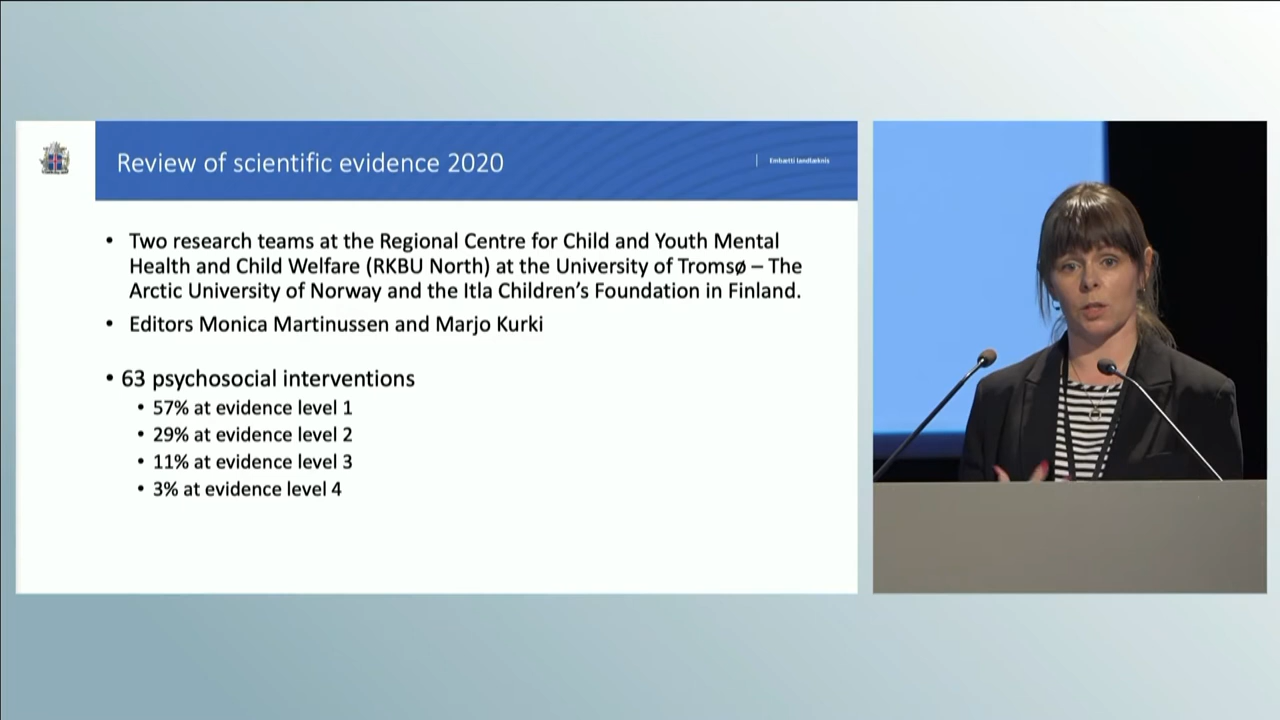 Review of scientific evidence 2020
Embætti landlæknis
• Two research teams at the Regional Centre for Child and Youth Mental
Health and Child Welfare (RKBU North) at the University of Tromsø – The
Arctic University of Norway and the Itla Children’s Foundation in Finland.
• Editors Monica Martinussen and Marjo Kurki
• 63 psychosocial interventions
• 57% at evidence level 1
• 29% at evidence level 2
• 11% at evidence level 3
• 3% at evidence level 4